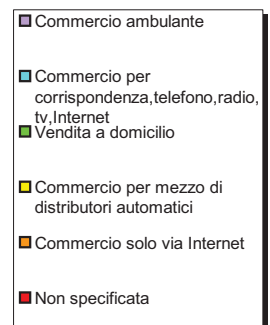 Commercio ambulante
Commercio per
corrispondenza,telefono,radio,
tv,Internet
Vendita a domicilio
Commercio per mezzo di
distributori automatici
Commercio solo via Internet
Non specificata